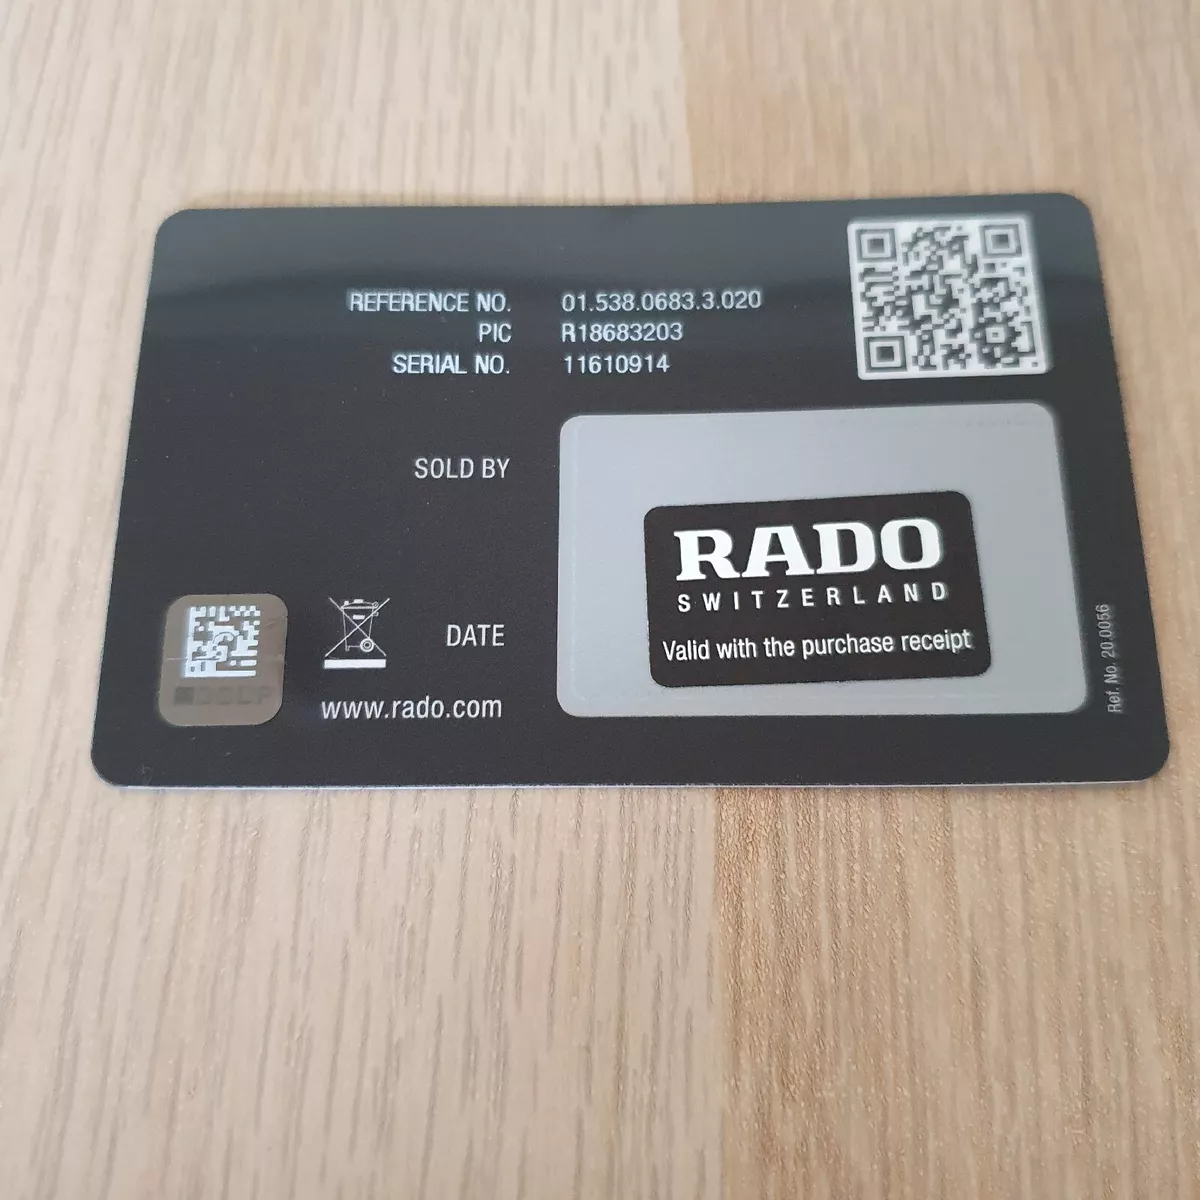 REFERENCE NO. 01.538.0683.3.020
PIC R18683203
SERIAL NO. 11610914
SOLD BY
RADO
SWITZERLAND
Valid with the purchase receipt
DATE
www.rado.com
Ref. No. 20.0056